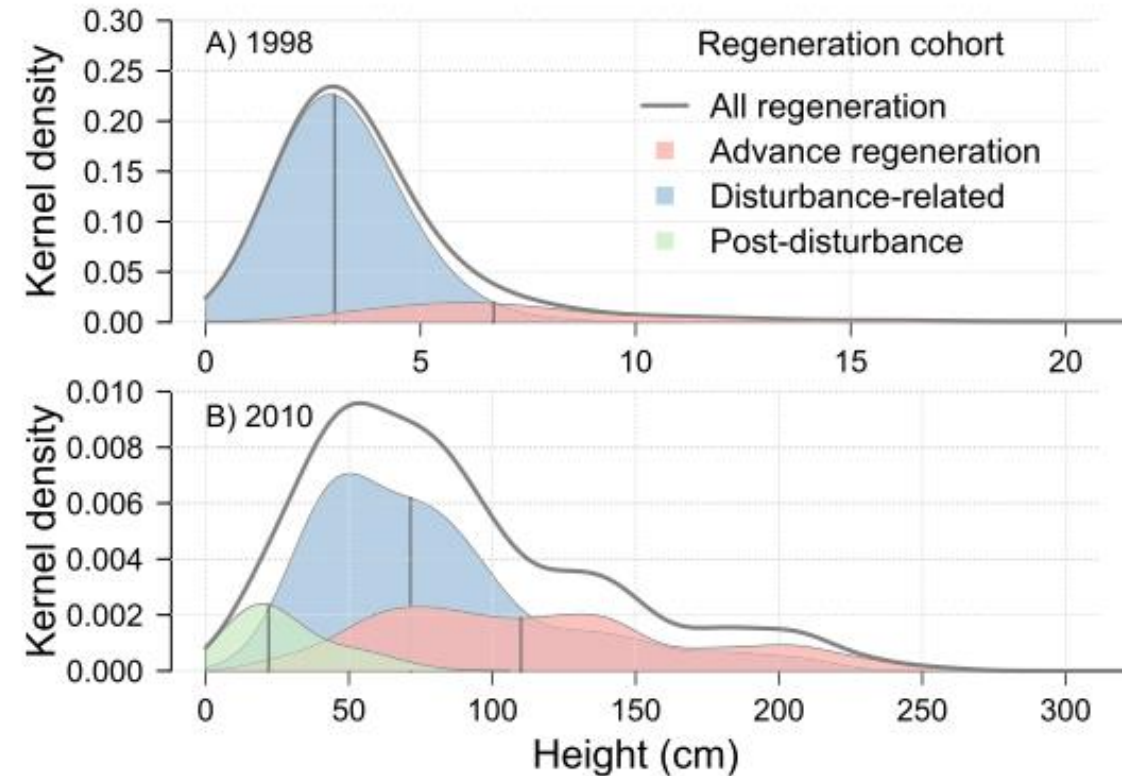 A) 1998
Regeneration cohort
All regeneration
Advance regeneration
Disturbance-related
Post-disturbance
Kernel density
0.30
0.25
0.20
0.15
0.10
0.05
0.00
0 5 10 15 20
B) 2010
Kernel density
0.010
0.008
0.006
0.004
0.002
0.000
0 50 100 150 200 250 300
Height (cm)